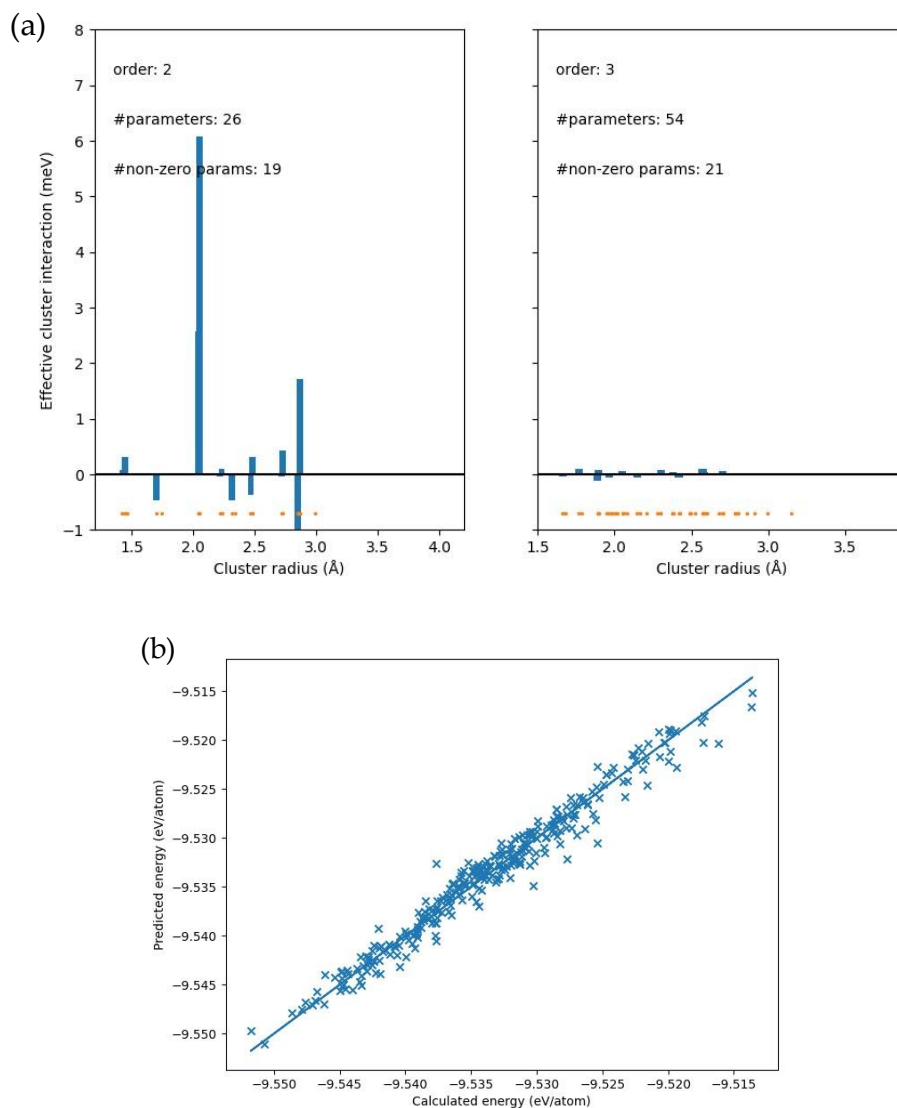 (a)
8
7
6
5
4
3
2
1
0
−1
Effective cluster interaction (meV)
order: 2
#parameters: 26
#non-zero params: 19
1.5 2.0 2.5 3.0 3.5 4.0
Cluster radius (Å)
order: 3
#parameters: 54
#non-zero params: 21
1.5 2.0 2.5 3.0 3.5
Cluster radius (Å)
(b)
−9.515
−9.520
−9.525
−9.530
−9.535
−9.540
−9.545
−9.550
Predicted energy (eV/atom)
−9.550 −9.545 −9.540 −9.535 −9.530 −9.525 −9.520 −9.515
Calculated energy (eV/atom)